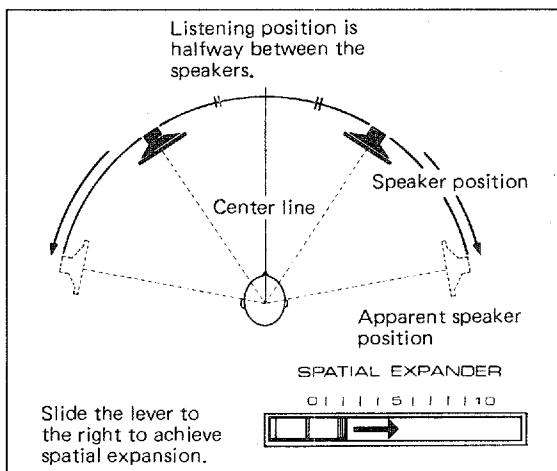 Listening position is
halfway between the
speakers.
Speaker position
Center line
Apparent speaker
position
SPATIAL EXPANDER
0 | | | | 5 | | | | 10
Slide the lever to
the right to achieve
spatial expansion.